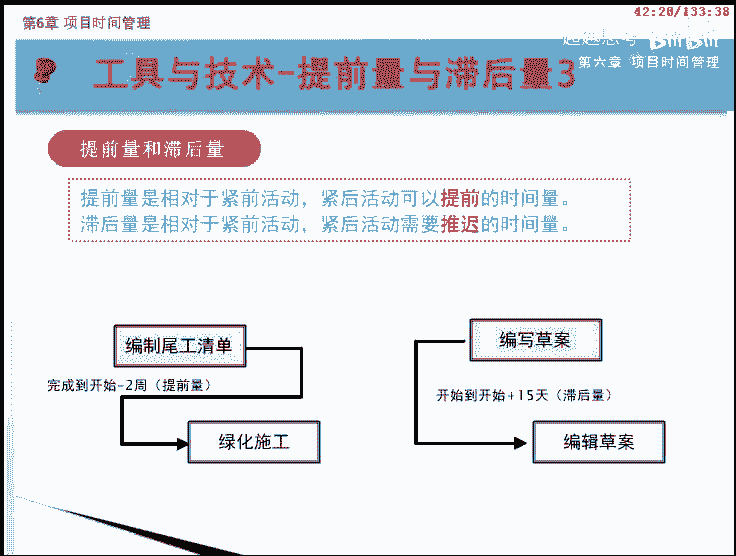 第6章 项目时间管理
42:20/133:38
工具与技术-提前量与滞后量3
第六章 项目时间管理
提前量和滞后量
提前量是相对于紧前活动，紧后活动可以提前的时间量。
滞后量是相对于紧前活动，紧后活动需要推迟的时间量。
编制尾工清单
完成到开始-2周（提前量）
绿化施工
编写草案
开始到开始+15天（滞后量）
编辑草案